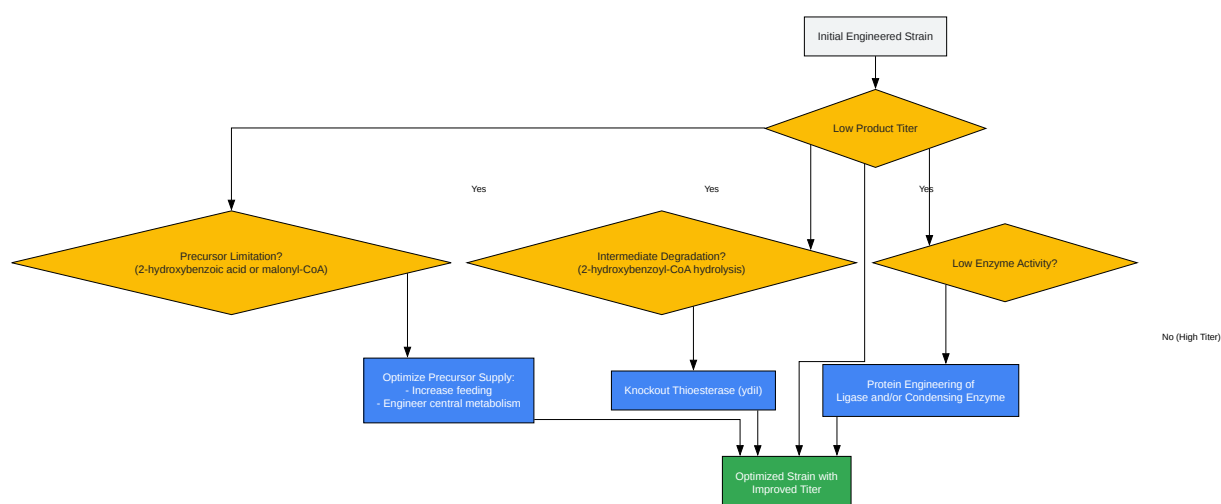 Initial Engineered Strain
Low Product Titer
Yes
Yes
Yes
Precursor Limitation?
(2-hydroxybenzoic acid or malonyl-CoA)
Intermediate Degradation?
(2-hydroxybenzoyl-CoA hydrolysis)
Low Enzyme Activity?
No (High Titer)
Optimize Precursor Supply:
- Increase feeding
- Engineer central metabolism
Knockout Thioesterase (ydiI)
Protein Engineering of
Ligase and/or Condensing Enzyme
Optimized Strain with
Improved Titer